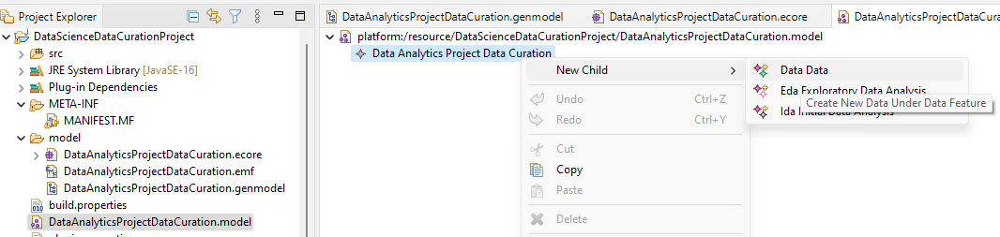 Project Explorer
DataScienceDataCurationProject
src
JRE System Library [JavaSE-16]
Plug-in Dependencies
META-INF
MANIFEST.MF
model
DataAnalyticsProjectDataCuration.ecore
DataAnalyticsProjectDataCuration.emf
DataAnalyticsProjectDataCuration.genmodel
build.properties
DataAnalyticsProjectDataCuration.model
DataAnalyticsProjectDataCuration.genmodel
DataAnalyticsProjectDataCuration.ecore
DataAnalyticsProjectDataCura
platform:/resource/DataScienceDataCurationProject/DataAnalyticsProjectDataCuration.model
Data Analytics Project Data Curation
New Child
Undo Ctrl+Z
Redo Ctrl+Y
Cut
Copy
Paste
Delete
Data Data
Eda Exploratory Data Analysis
Create New Data Under Data Feature
Ida Initial Data Analysis